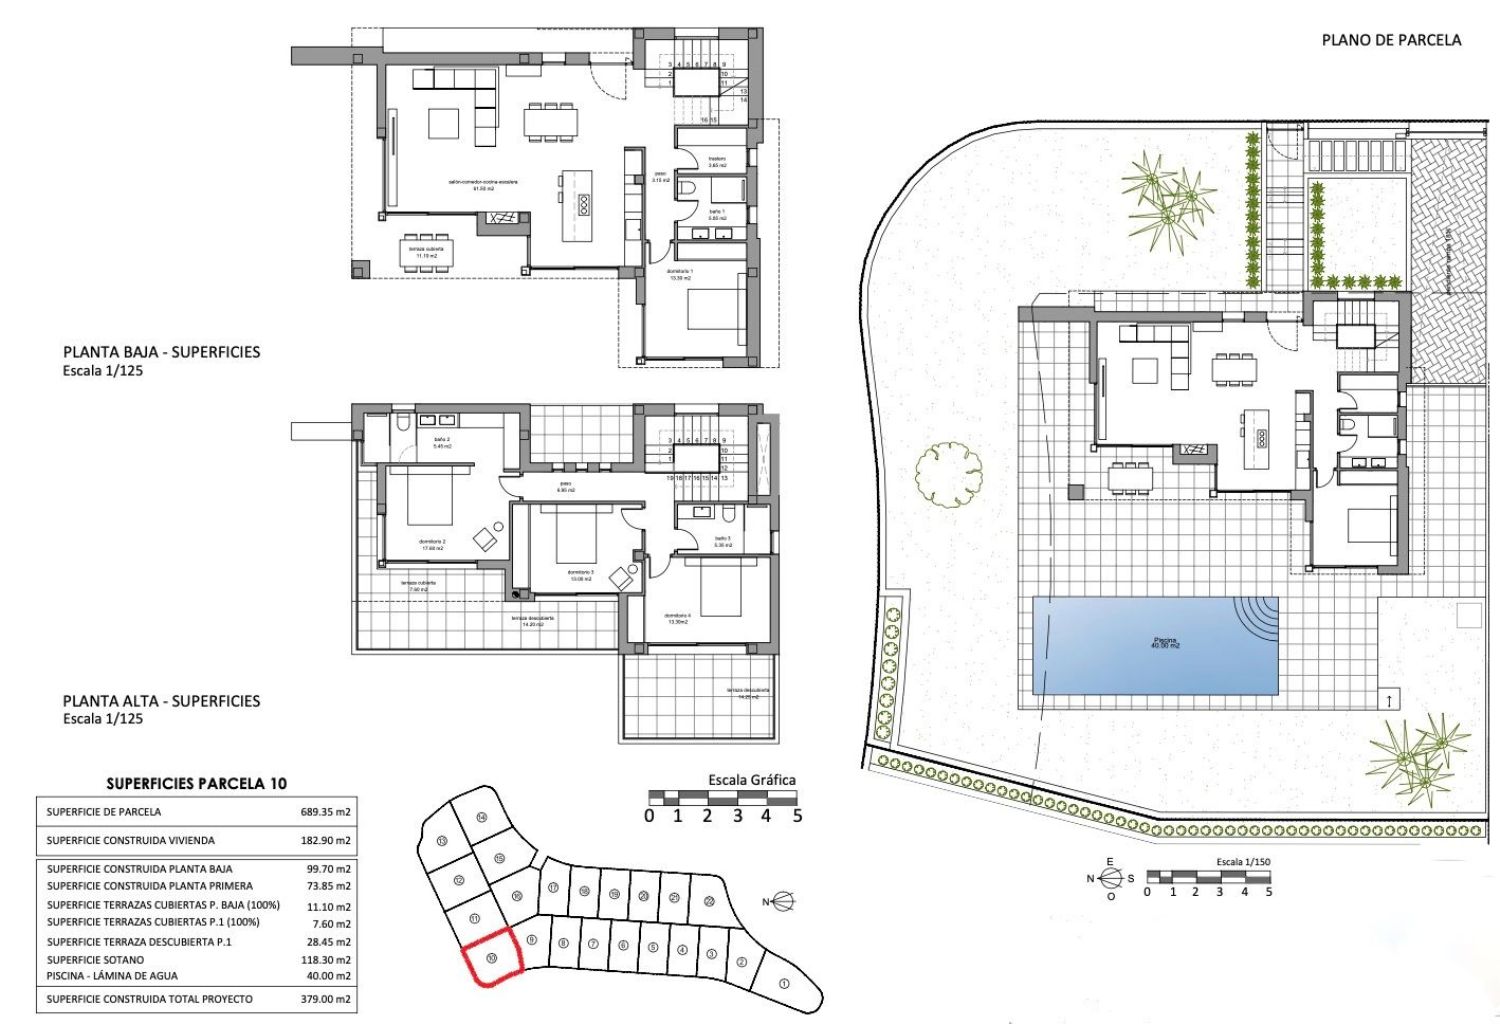 PLANO DE PARCELA
salón-comedor-cocina-escalera
61.50 m2
trastero
3.65 m2
paso
3.15 m2
baño 1
5.05 m2
terraza cubierta
11.10 m2
dormitorio 1
13.30 m2
PLANTA BAJA - SUPERFICIES
Escala 1/125
baño 2
5.45 m2
paso
6.95 m2
dormitorio 2
17.60 m2
baño 3
5.35 m2
dormitorio 3
13.00 m2
terraza cubierta
7.60 m2
dormitorio 4
13.30m2
terraza descubierta
14.20 m2
terraza descubierta
14.25 m2
PLANTA ALTA - SUPERFICIES
Escala 1/125
Piscina
40.00 m2
SUPERFICIES PARCELA 10
SUPERFICIE DE PARCELA 689.35 m2
SUPERFICIE CONSTRUIDA VIVIENDA 182.90 m2
SUPERFICIE CONSTRUIDA PLANTA BAJA 99.70 m2
SUPERFICIE CONSTRUIDA PLANTA PRIMERA 73.85 m2
SUPERFICIE TERRAZAS CUBIERTAS P. BAJA (100%) 11.10 m2
SUPERFICIE TERRAZAS CUBIERTAS P.1 (100%) 7.60 m2
SUPERFICIE TERRAZA DESCUBIERTA P.1 28.45 m2
SUPERFICIE SOTANO 118.30 m2
PISCINA - LÁMINA DE AGUA 40.00 m2
SUPERFICIE CONSTRUIDA TOTAL PROYECTO 379.00 m2
Escala Gráfica
0 1 2 3 4 5
14
13
15
12
16
11
10
17 18 19 20 21 22
9 8 7 6 5 4 3 2 1
N
E
N S
O
Escala 1/150
0 1 2 3 4 5